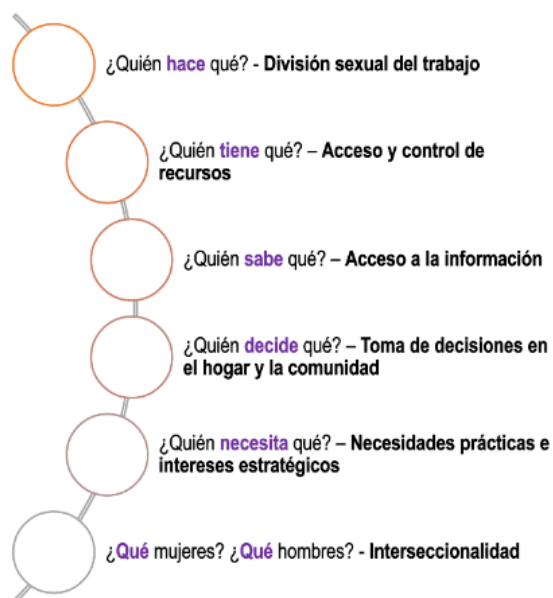 ¿Quién hace qué? - División sexual del trabajo
¿Quién tiene qué? – Acceso y control de
recursos
¿Quién sabe qué? – Acceso a la información
¿Quién decide qué? – Toma de decisiones en
el hogar y la comunidad
¿Quién necesita qué? – Necesidades prácticas e
intereses estratégicos
¿Qué mujeres? ¿Qué hombres? - Interseccionalidad